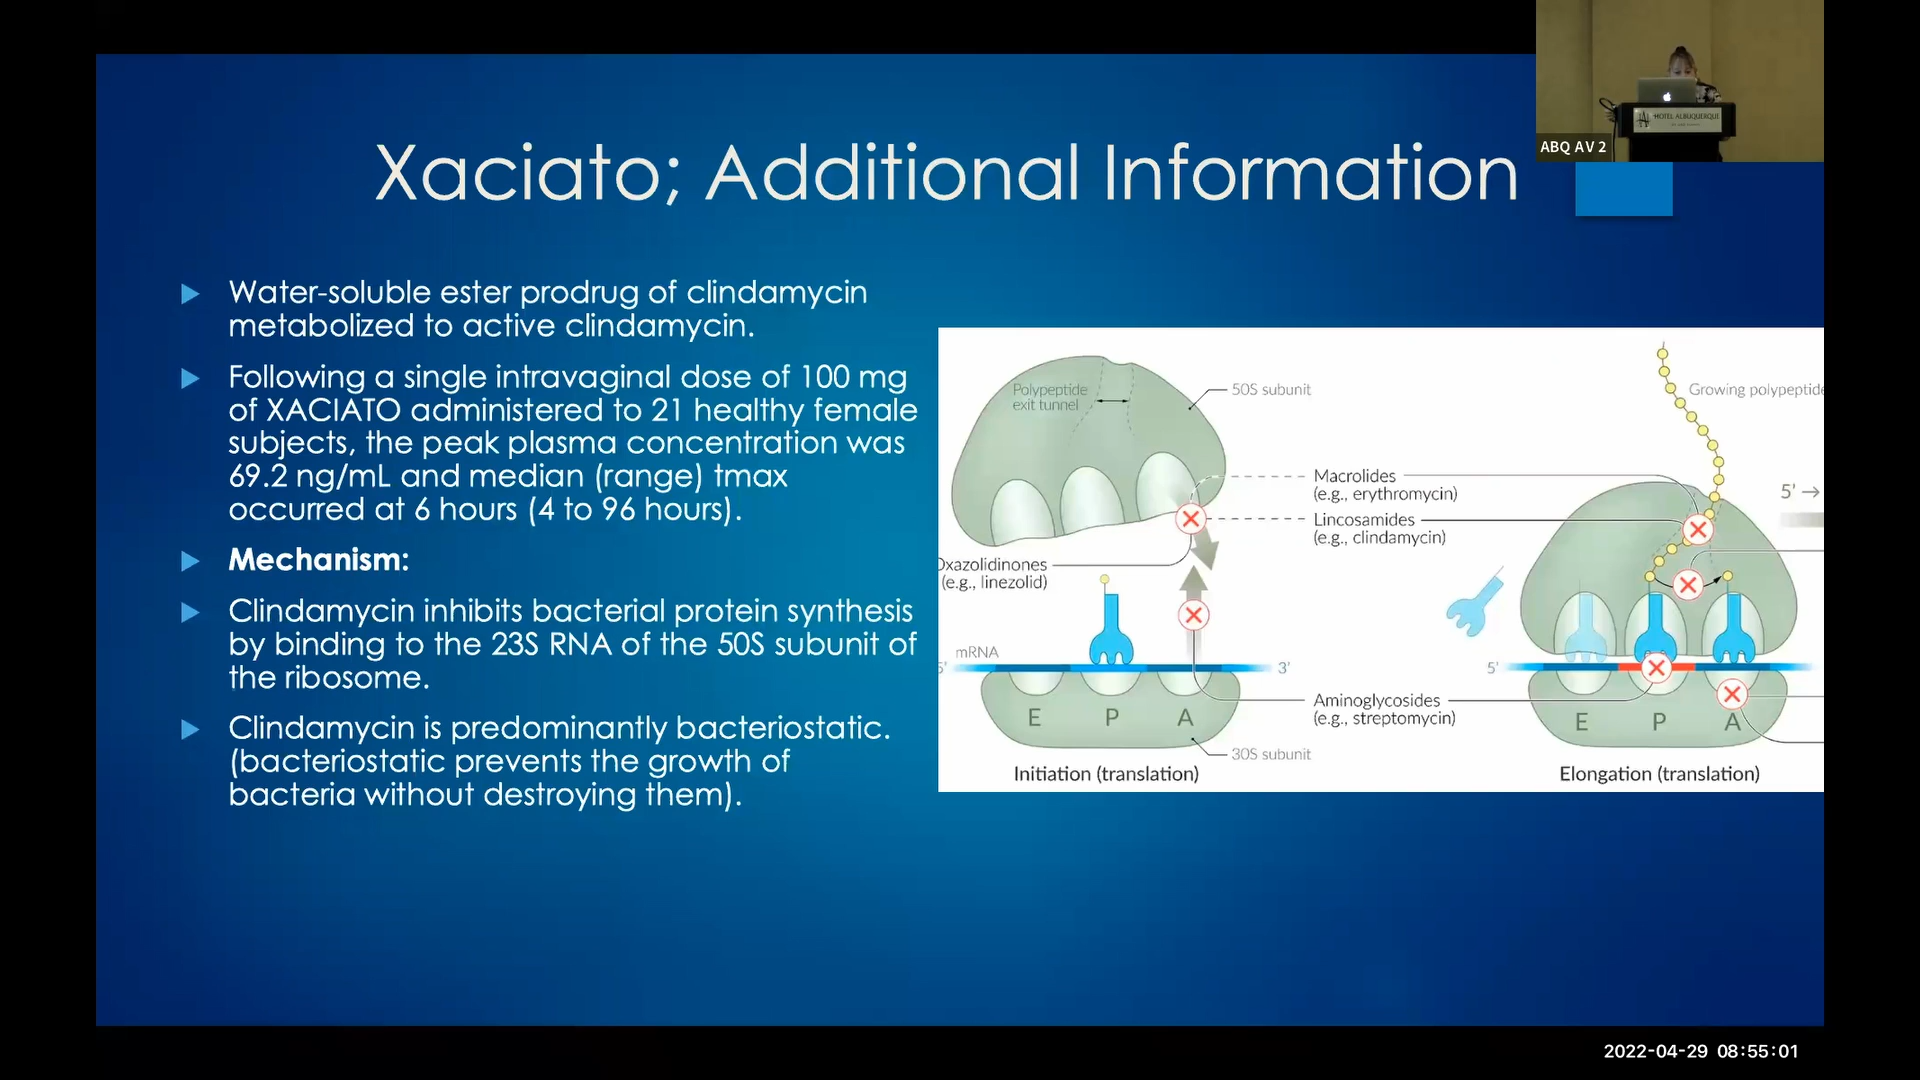 ABQ AV 2
HOTEL ALBUQUERQUE
Xaciato; Additional Information
Water-soluble ester prodrug of clindamycin
metabolized to active clindamycin.
Following a single intravaginal dose of 100 mg
of XACIATO administered to 21 healthy female
subjects, the peak plasma concentration was
69.2 ng/mL and median (range) tmax
occurred at 6 hours (4 to 96 hours).
Mechanism:
Clindamycin inhibits bacterial protein synthesis
by binding to the 23S RNA of the 50S subunit of
the ribosome.
Clindamycin is predominantly bacteriostatic.
(bacteriostatic prevents the growth of
bacteria without destroying them).
Polypeptide
exit tunnel
50S subunit
Oxazolidinones
(e.g., linezolid)
mRNA
5'
3'
E P A
30S subunit
Initiation (translation)
Macrolides
(e.g., erythromycin)
Lincosamides
(e.g., clindamycin)
Aminoglycosides
(e.g., streptomycin)
Growing polypeptide
5' →
5'
E P A
Elongation (translation)
2022-04-29 08:55:01